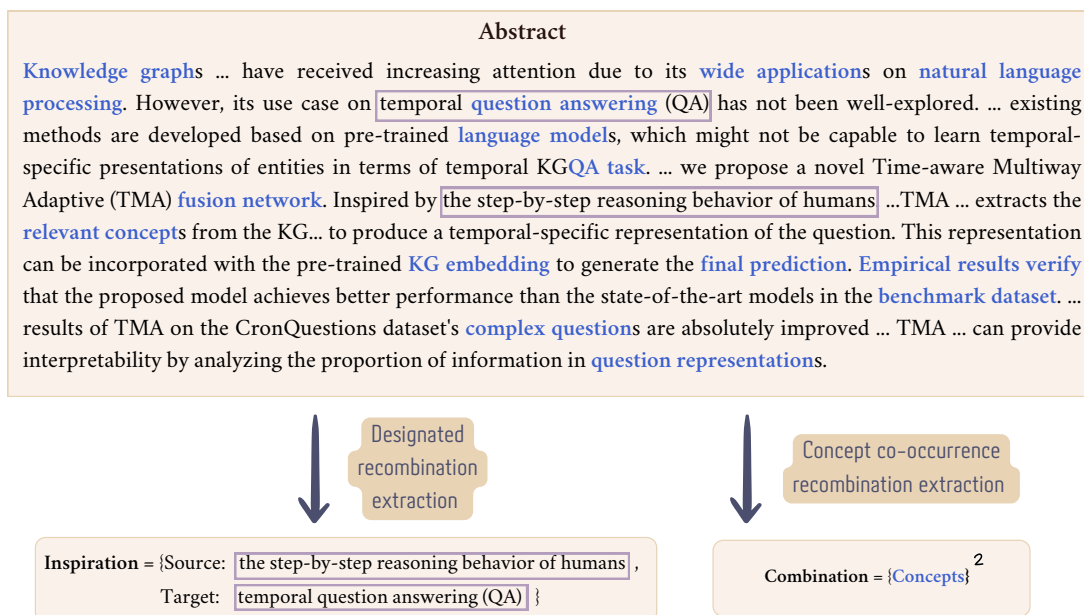 Abstract
Knowledge graphs ... have received increasing attention due to its wide applications on natural language
processing. However, its use case on temporal question answering (QA) has not been well-explored. ... existing
methods are developed based on pre-trained language models, which might not be capable to learn temporal-
specific presentations of entities in terms of temporal KGQA task. ... we propose a novel Time-aware Multiway
Adaptive (TMA) fusion network. Inspired by the step-by-step reasoning behavior of humans ...TMA ... extracts the
relevant concepts from the KG... to produce a temporal-specific representation of the question. This representation
can be incorporated with the pre-trained KG embedding to generate the final prediction. Empirical results verify
that the proposed model achieves better performance than the state-of-the-art models in the benchmark dataset. ...
results of TMA on the CronQuestions dataset's complex questions are absolutely improved ... TMA ... can provide
interpretability by analyzing the proportion of information in question representations.
Designated
recombination
extraction
Concept co-occurrence
recombination extraction
Inspiration = {Source: the step-by-step reasoning behavior of humans ,
Target: temporal question answering (QA) }
Combination = {Concepts} 2